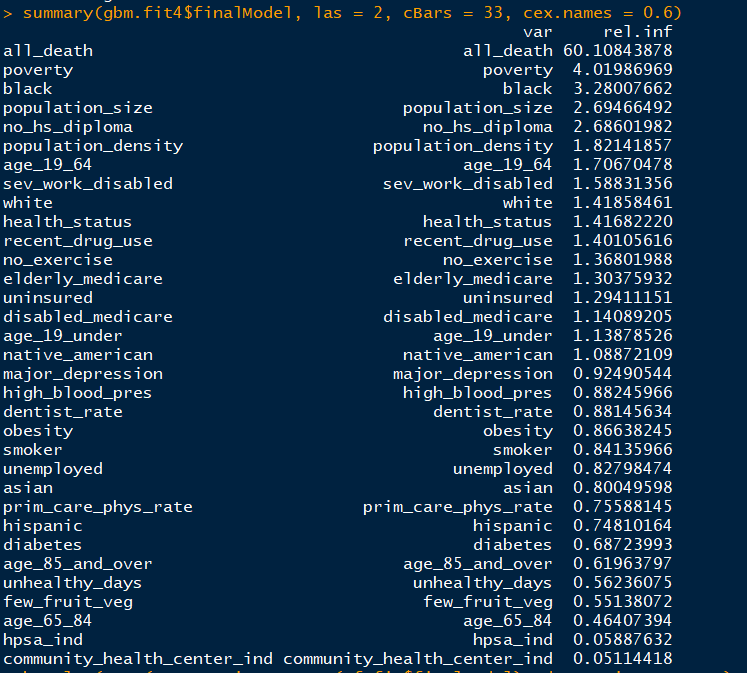 > summary(gbm.fit4$finalModel, las = 2, cBars = 33, cex.names = 0.6)
var rel.inf
all_death all_death 60.10843878
poverty poverty 4.01986969
black black 3.28007662
population_size population_size 2.69466492
no_hs_diploma no_hs_diploma 2.68601982
population_density population_density 1.82141857
age_19_64 age_19_64 1.70670478
sev_work_disabled sev_work_disabled 1.58831356
white white 1.41858461
health_status health_status 1.41682220
recent_drug_use recent_drug_use 1.40105616
no_exercise no_exercise 1.36801988
elderly_medicare elderly_medicare 1.30375932
uninsured uninsured 1.29411151
disabled_medicare disabled_medicare 1.14089205
age_19_under age_19_under 1.13878526
native_american native_american 1.08872109
major_depression major_depression 0.92490544
high_blood_pres high_blood_pres 0.88245966
dentist_rate dentist_rate 0.88145634
obesity obesity 0.86638245
smoker smoker 0.84135966
unemployed unemployed 0.82798474
asian asian 0.80049598
prim_care_phys_rate prim_care_phys_rate 0.75588145
hispanic hispanic 0.74810164
diabetes diabetes 0.68723993
age_85_and_over age_85_and_over 0.61963797
unhealthy_days unhealthy_days 0.56236075
few_fruit_veg few_fruit_veg 0.55138072
age_65_84 age_65_84 0.46407394
hpsa_ind hpsa_ind 0.05887632
community_health_center_ind community_health_center_ind 0.05114418